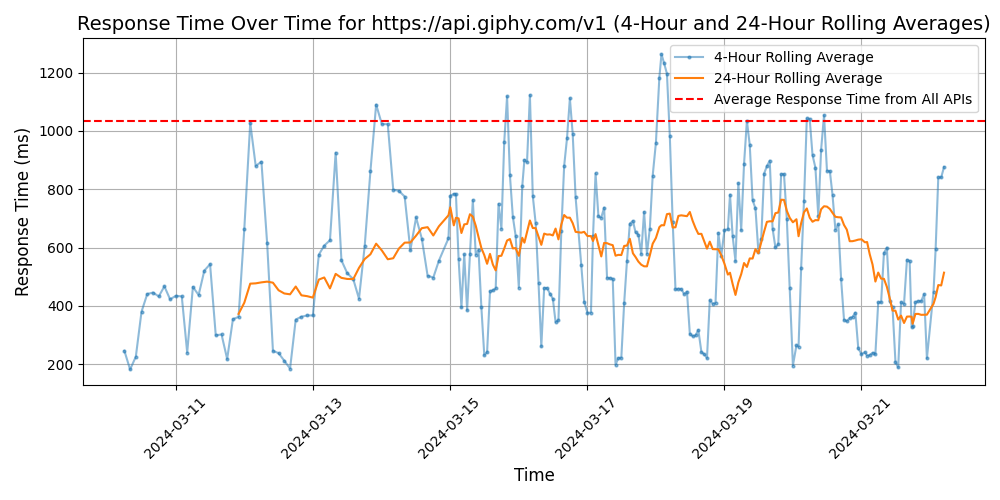 Response Time Over Time for https://api.giphy.com/v1 (4-Hour and 24-Hour Rolling Averages)
4-Hour Rolling Average
24-Hour Rolling Average
Average Response Time from All APIs
Response Time (ms)
1200
1000
800
600
400
200
2024-03-11
2024-03-13
2024-03-15
2024-03-17
2024-03-19
2024-03-21
Time